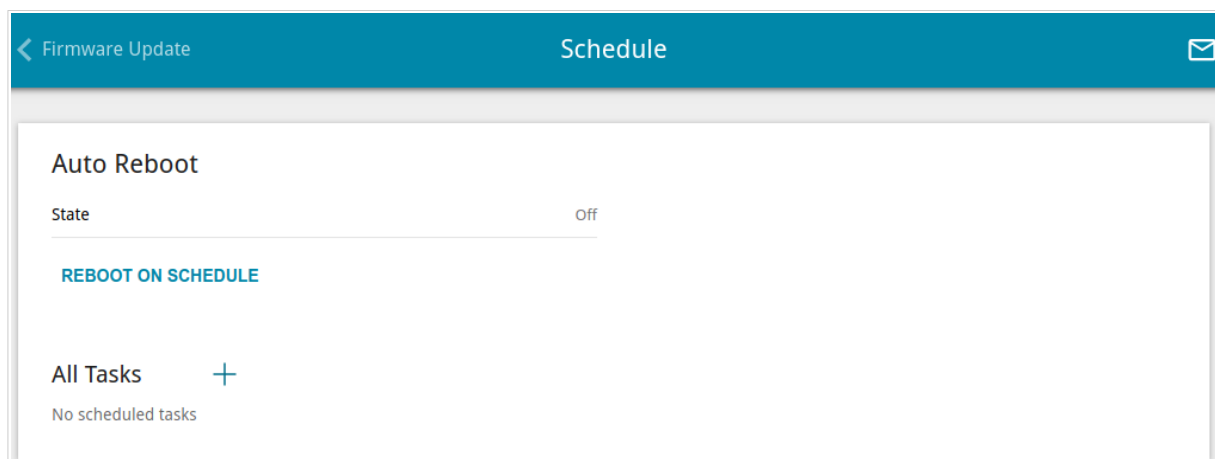 Firmware Update
Schedule
Auto Reboot
State
Off
REBOOT ON SCHEDULE
All Tasks
No scheduled tasks